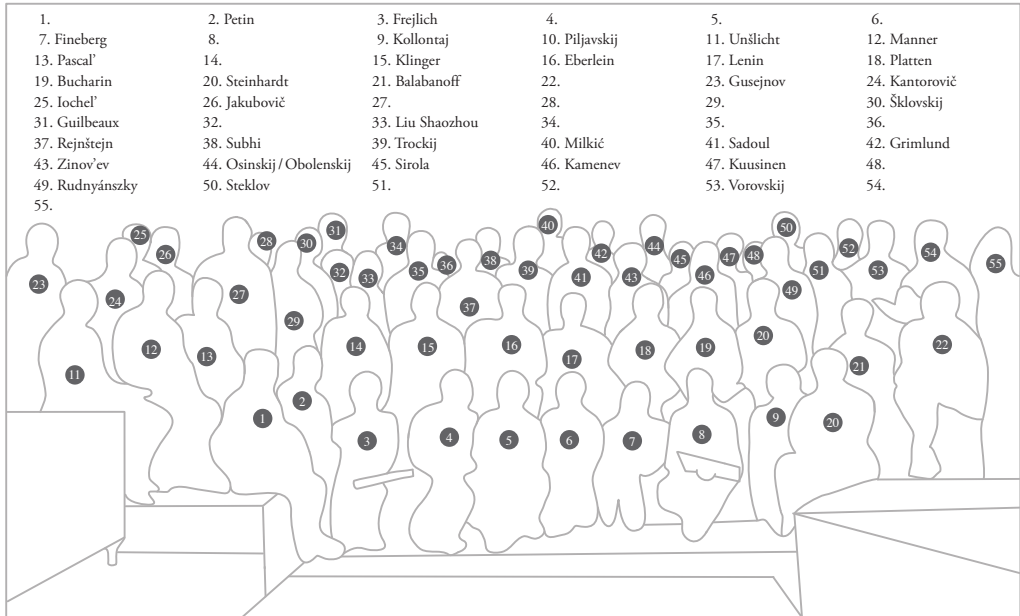 1. 2. Petin 3. Frejlich 4. 5. 6.
7. Fineberg 8. 9. Kollontaj 10. Piljavskij 11. Unšlicht 12. Manner
13. Pascal’ 14. 15. Klinger 16. Eberlein 17. Lenin 18. Platten
19. Bucharin 20. Steinhardt 21. Balabanoff 22. 23. Gusejnov 24. Kantorovič
25. Iochel’ 26. Jakubovič 27. 28. 29. 30. Šklovskij
31. Guilbeaux 32. 33. Liu Shaozhou 34. 35. 36.
37. Rejnštejn 38. Subhi 39. Trockij 40. Milkić 41. Sadoul 42. Grimlund
43. Zinov’ev 44. Osinskij / Obolenskij 45. Sirola 46. Kamenev 47. Kuusinen 48.
49. Rudnyánszky 50. Steklov 51. 52. 53. Vorovskij 54.
55.
25 26 28 30 31 34 40 42 44 50 52 54
23 24 27 32 33 35 36 38 39 41 43 45 46 47 48 49 51 53 55
29 37
11 12 13 14 15 16 17 18 19 20 21 22
1 2 3 4 5 6 7 8 9 20